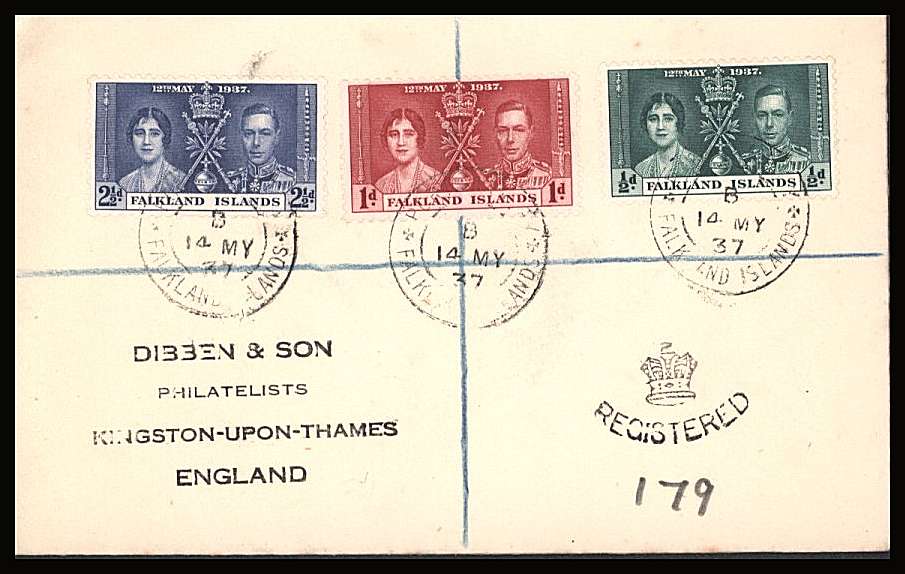 12TH MAY 1937.
2½d 2½d
FALKLAND ISLANDS
12TH MAY 1937.
1d 1d
FALKLAND ISLANDS
12TH MAY 1937.
½d ½d
FALKLAND ISLANDS
B
14 MY
37
FALKLAND ISLANDS
B
14 MY
37
FALKLAND ISLANDS
B
14 MY
37
FALKLAND ISLANDS
DIBBEN & SON
PHILATELISTS
KINGSTON-UPON-THAMES
ENGLAND
REGISTERED
179